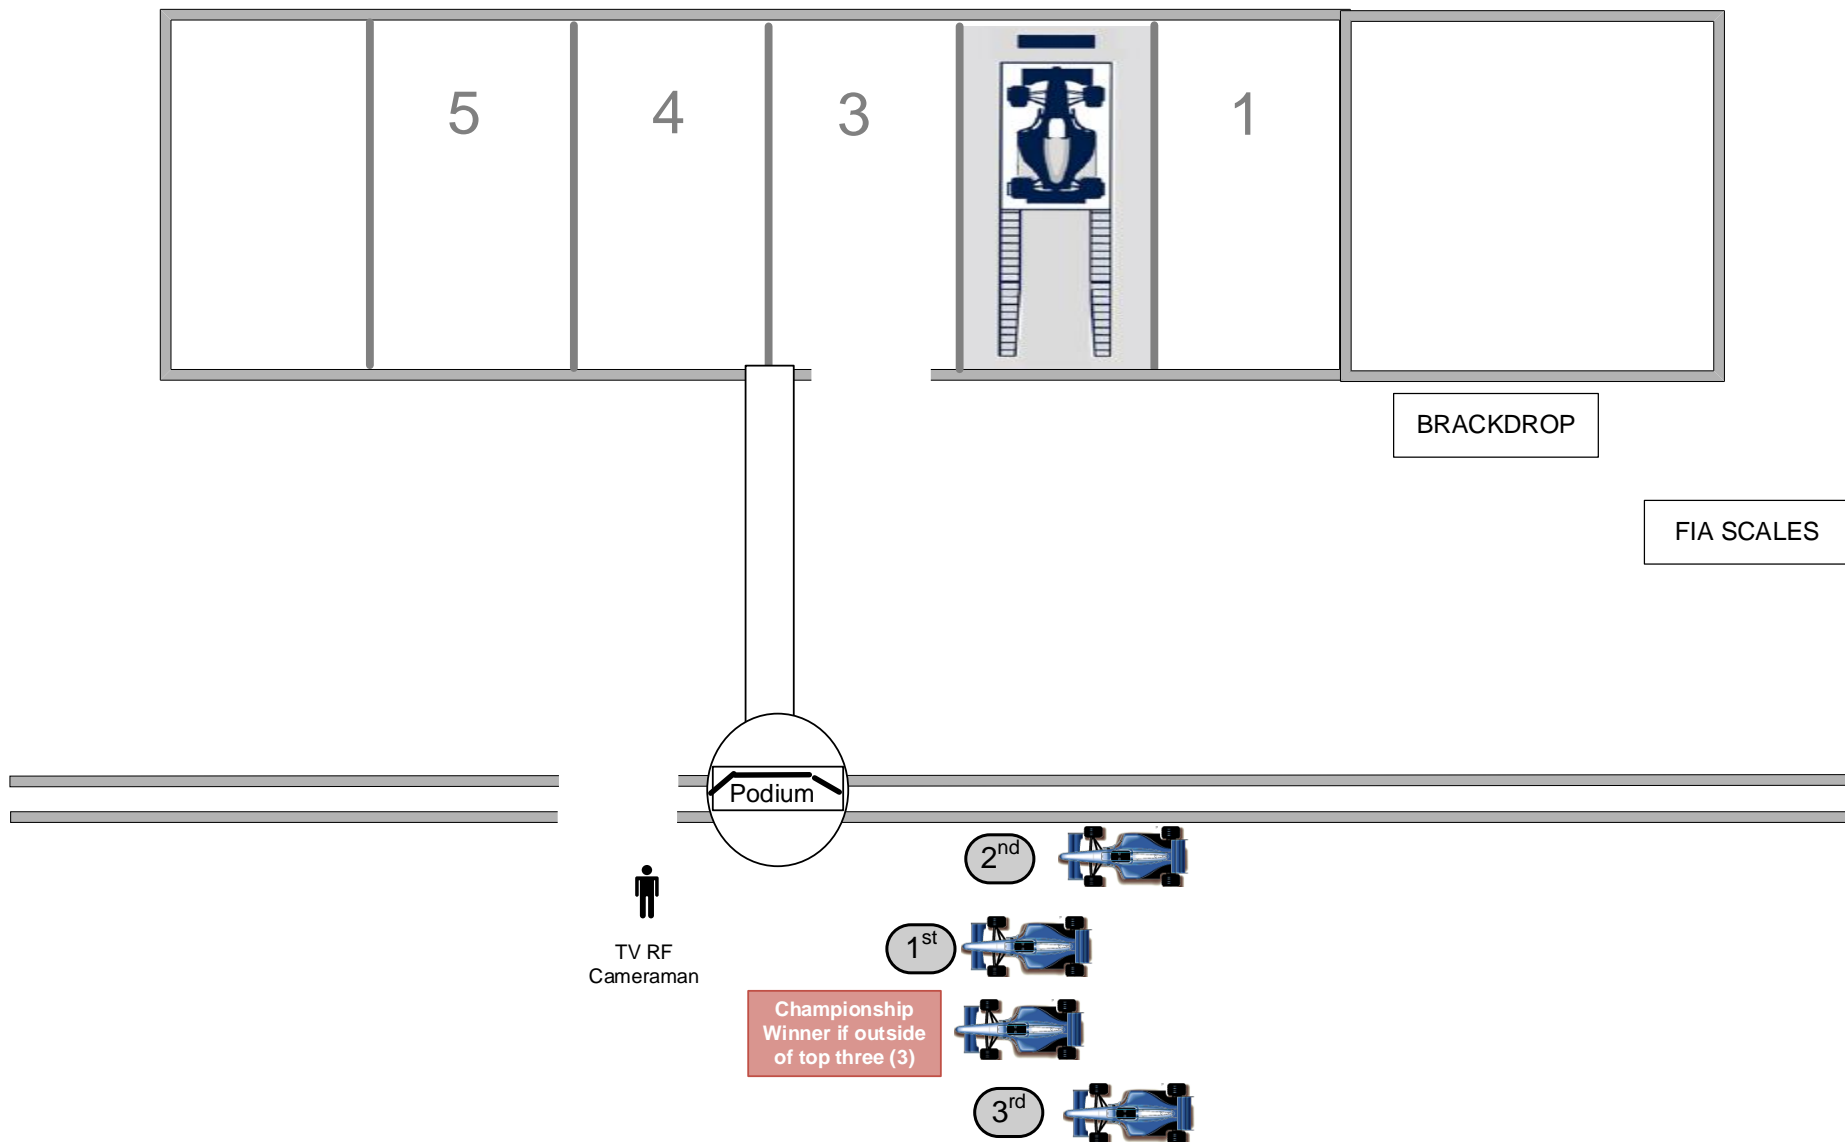 5
4
3
1
BRACKDROP
FIA SCALES
Podium
2nd
1st
TV RF
Cameraman
Championship
Winner if outside
of top three (3)
3rd